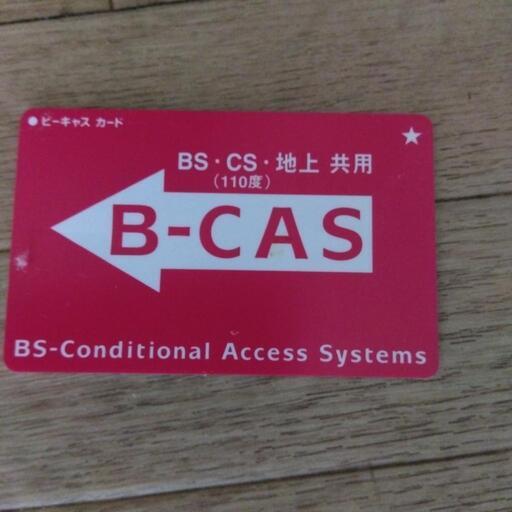 ● ビーキャス カード
★
BS・CS・地上 共用
(110度)
B-CAS
BS-Conditional Access Systems